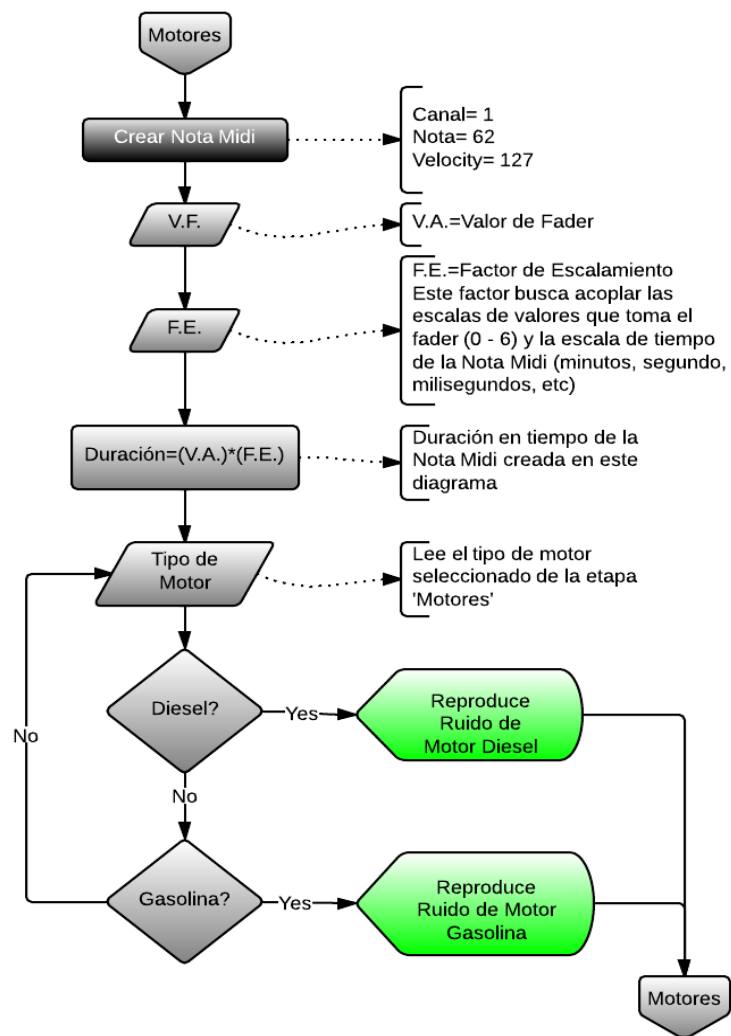 Motores
Crear Nota Midi
Canal= 1
Nota= 62
Velocity= 127
V.F.
V.A.=Valor de Fader
F.E.
F.E.=Factor de Escalamiento
Este factor busca acoplar las
escalas de valores que toma el
fader (0 - 6) y la escala de tiempo
de la Nota Midi (minutos, segundo,
milisegundos, etc)
Duración=(V.A.)*(F.E.)
Duración en tiempo de la
Nota Midi creada en este
diagrama
Tipo de
Motor
Lee el tipo de motor
seleccionado de la etapa
'Motores'
Diesel?
Yes
Reproduce
Ruido de
Motor Diesel
No
No
Gasolina?
Yes
Reproduce
Ruido de Motor
Gasolina
Motores